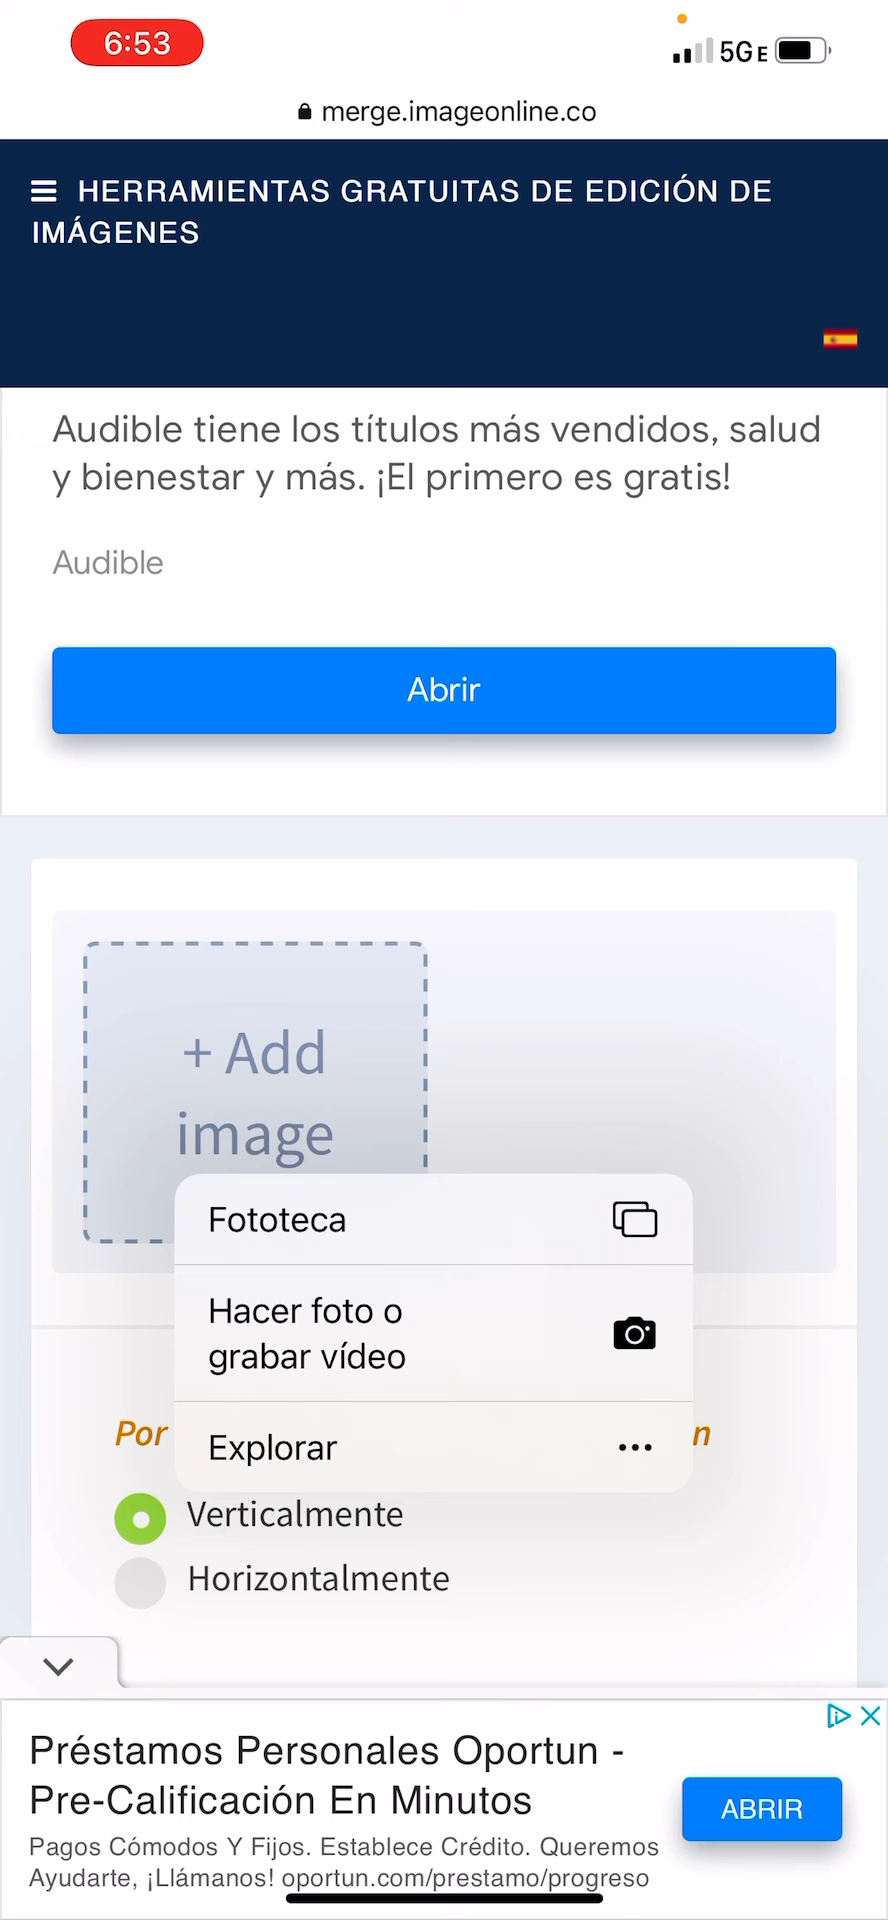 6:53
5G E
merge.imageonline.co
HERRAMIENTAS GRATUITAS DE EDICIÓN DE
IMÁGENES
Audible tiene los títulos más vendidos, salud
y bienestar y más. ¡El primero es gratis!
Audible
Abrir
+ Add
image
Fototeca
Hacer foto o
grabar vídeo
Explorar
Por
Verticalmente
Horizontalmente
Préstamos Personales Oportun -
Pre-Calificación En Minutos
ABRIR
Pagos Cómodos Y Fijos. Establece Crédito. Queremos
Ayudarte, ¡Llámanos! oportun.com/prestamo/progreso